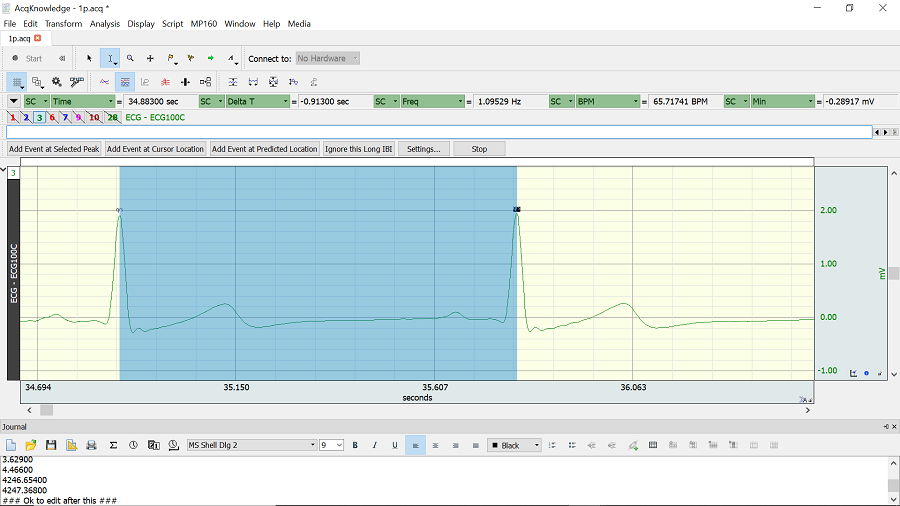 AcqKnowledge - 1p.acq *
File Edit Transform Analysis Display Script MP160 Window Help Media
1p.acq
Start Connect to: No Hardware
SC Time = 34.88300 sec SC Delta T = -0.91300 sec SC Freq = 1.09529 Hz SC BPM = 65.71741 BPM SC Min = -0.28917 mV
1 2 3 6 7 9 10 28 ECG - ECG100C
Add Event at Selected Peak Add Event at Cursor Location Add Event at Predicted Location Ignore this Long IBI Settings... Stop
3
2.00
1.00
ECG - ECG100C
mV
0.00
-1.00
34.694 35.150 35.607 36.063
seconds
Journal
MS Shell Dlg 2 9 B I U Black
3.62900
4.46600
4246.65400
4247.36800
### Ok to edit after this ###